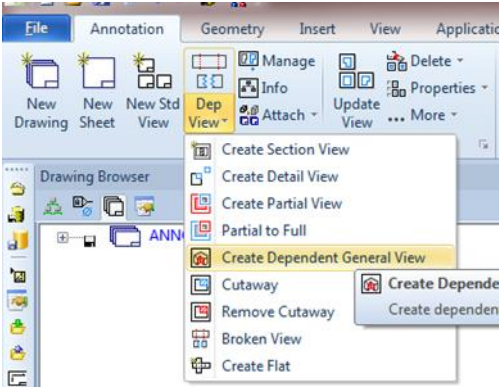 File Annotation Geometry Insert View Applicatio
Manage Delete
Info Properties
New Drawing New Sheet New Std View Dep View Attach Update View ... More
Create Section View
Drawing Browser Create Detail View
Create Partial View
Partial to Full
ANN
Create Dependent General View
Cutaway Create Depende
Remove Cutaway Create dependen
Broken View
Create Flat